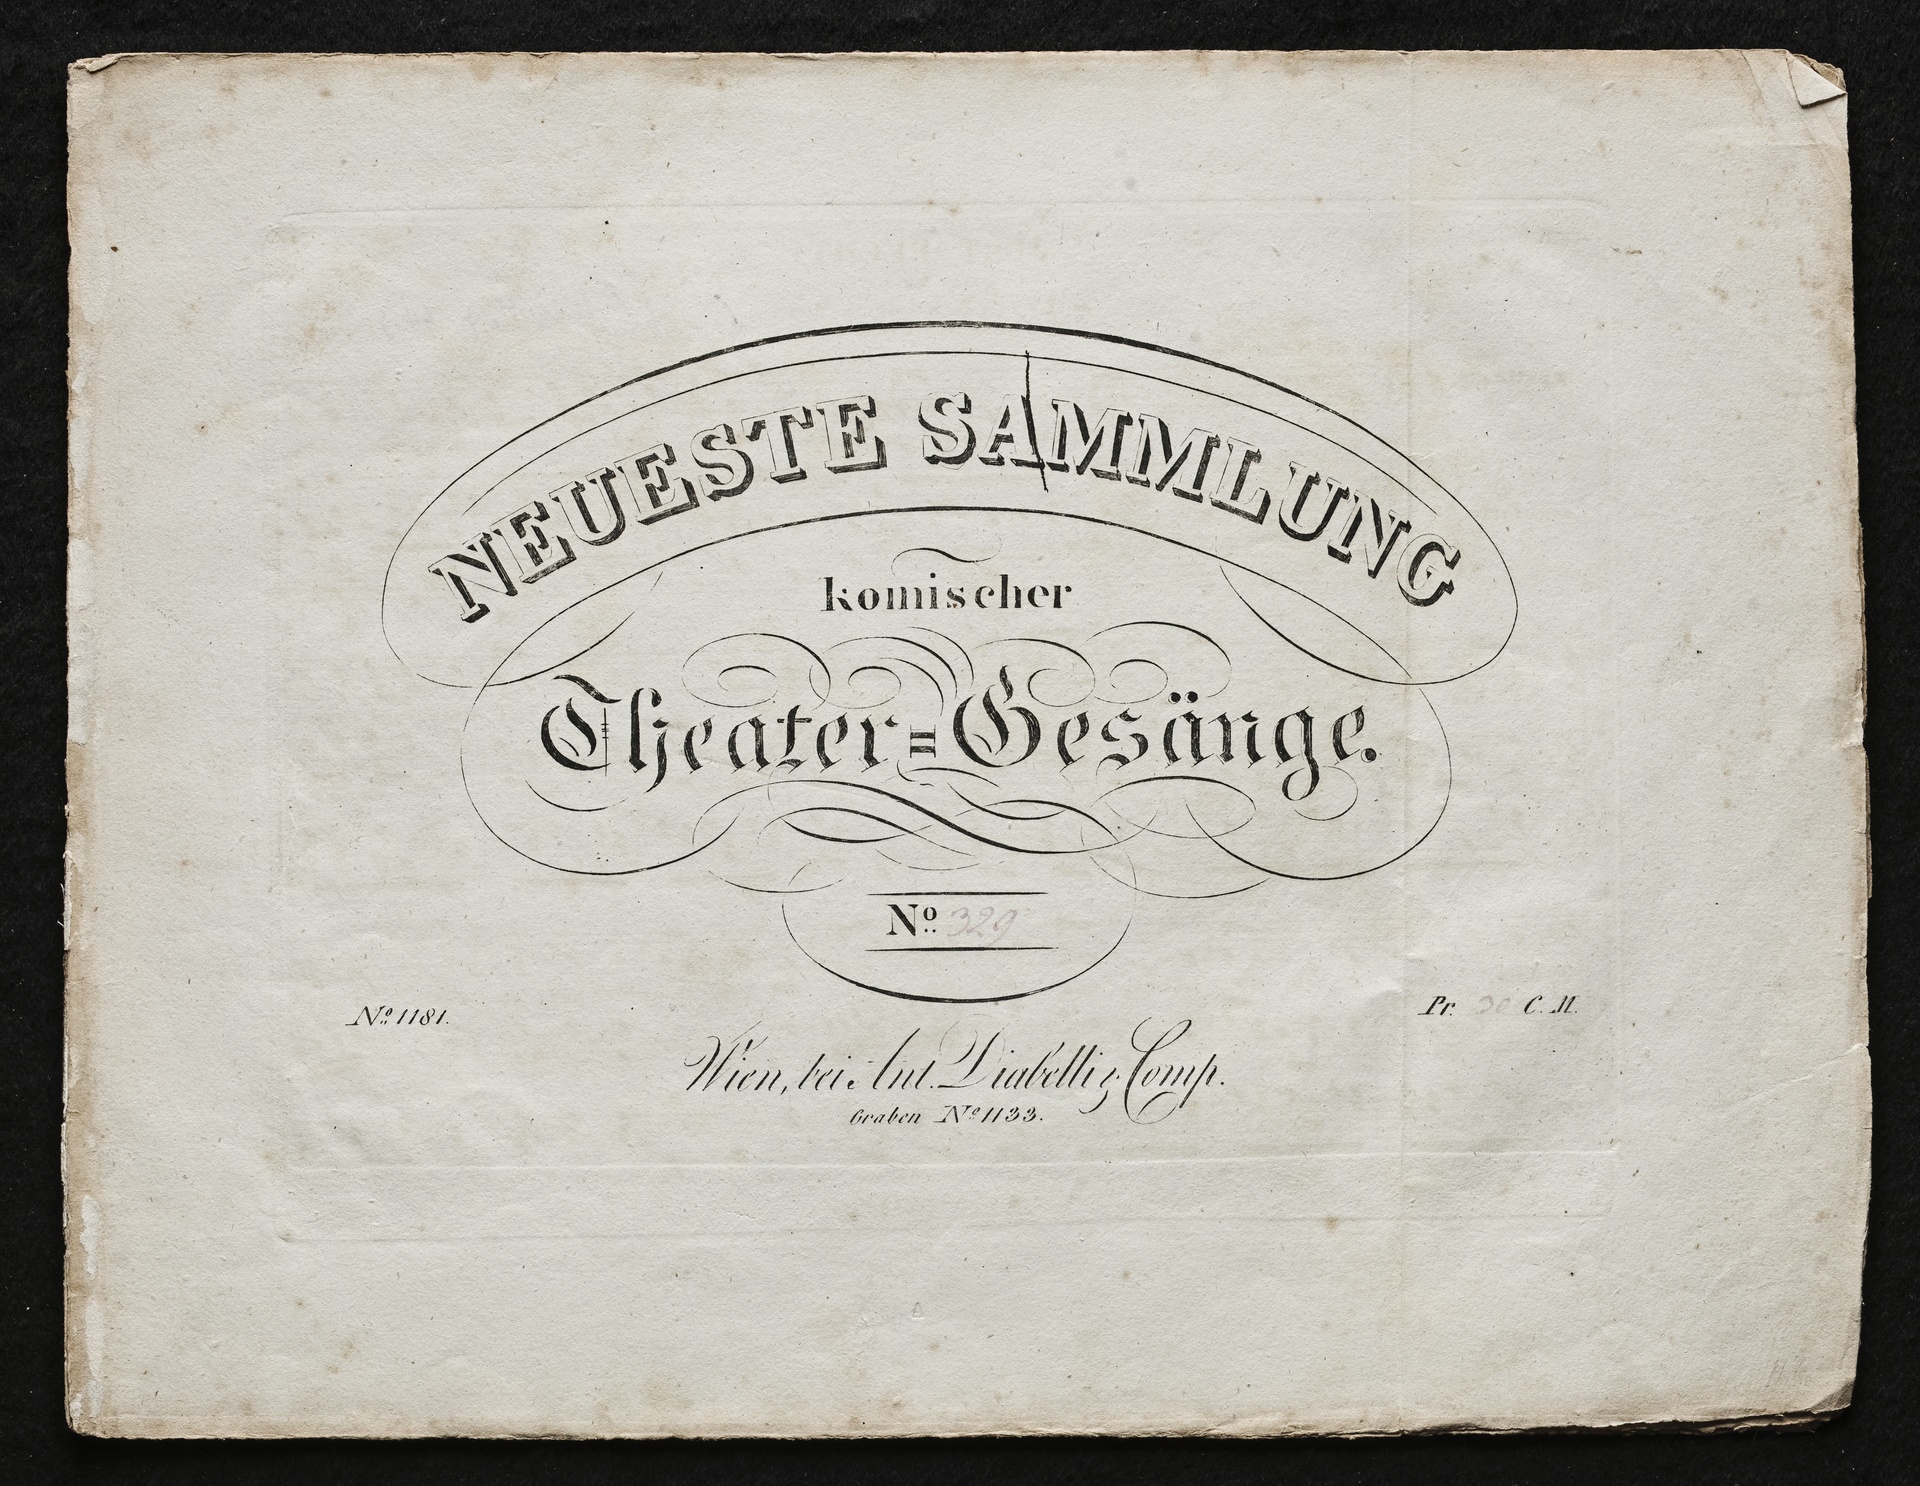 NEUESTE SAMMLUNG
komischer
Theater=Gesänge.
No. 329
No. 1181.
Pr. 30 C. M.
Wien, bei Ant. Diabelli & Comp.
Graben No. 1133.